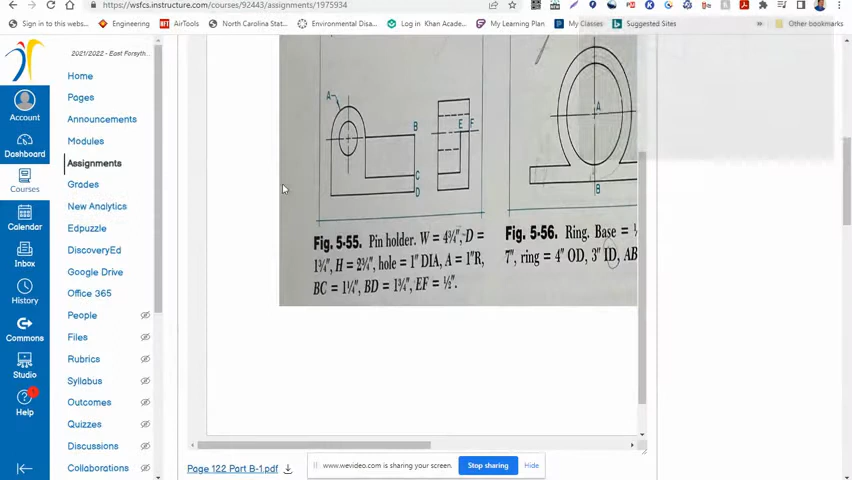 https://wsfcs.instructure.com/courses/92443/assignments/1975934
Sign in to this webs...
Engineering
AirTools
North Carolina Stat...
Environmental Disa...
Log in Khan Acade...
My Learning Plan
My Classes
Suggested Sites
Other bookmarks
2021/2022 - East Forsyth...
Account
Dashboard
Courses
Calendar
Inbox
History
Commons
Studio
Help
Home
Pages
Announcements
Modules
Assignments
Grades
New Analytics
Edpuzzle
DiscoveryEd
Google Drive
Office 365
People
Files
Rubrics
Syllabus
Outcomes
Quizzes
Discussions
Collaborations
A
B
C
D
E F
A
B
Fig. 5-55. Pin holder. W = 4¾", D =
1¾", H = 2¾", hole = 1" DIA, A = 1"R,
BC = 1¼", BD = 1¾", EF = ½".
Fig. 5-56. Ring. Base =
7", ring = 4" OD, 3" ID, AB
Page 122 Part B-1.pdf
www.wevideo.com is sharing your screen.
Stop sharing
Hide